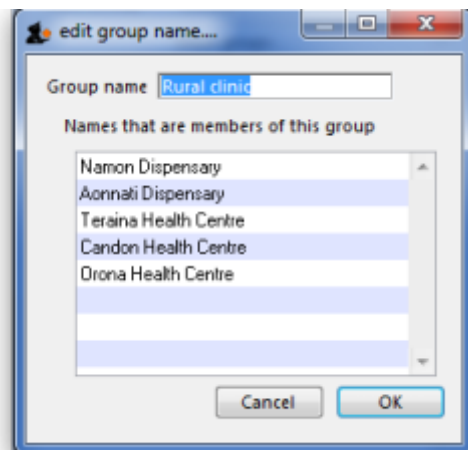 edit group name....
Group name Rural clinic
Names that are members of this group
Namon Dispensary
Aonnati Dispensary
Teraina Health Centre
Candon Health Centre
Orona Health Centre
Cancel OK